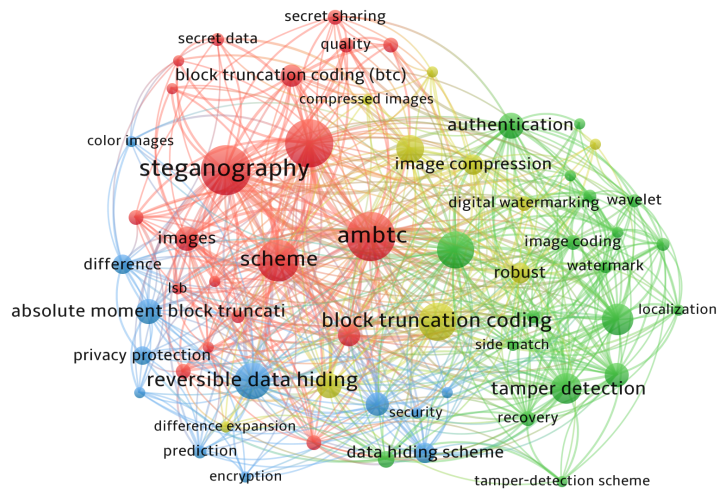 secret sharing
secret data
quality
block truncation coding (btc)
compressed images
authentication
color images
steganography
image compression
digital watermarking
wavelet
ambtc
images
image coding
scheme
difference
robust
watermark
lsb
absolute moment block truncati
localization
block truncation coding
side match
privacy protection
reversible data hiding
tamper detection
security
recovery
difference expansion
prediction
data hiding scheme
encryption
tamper-detection scheme